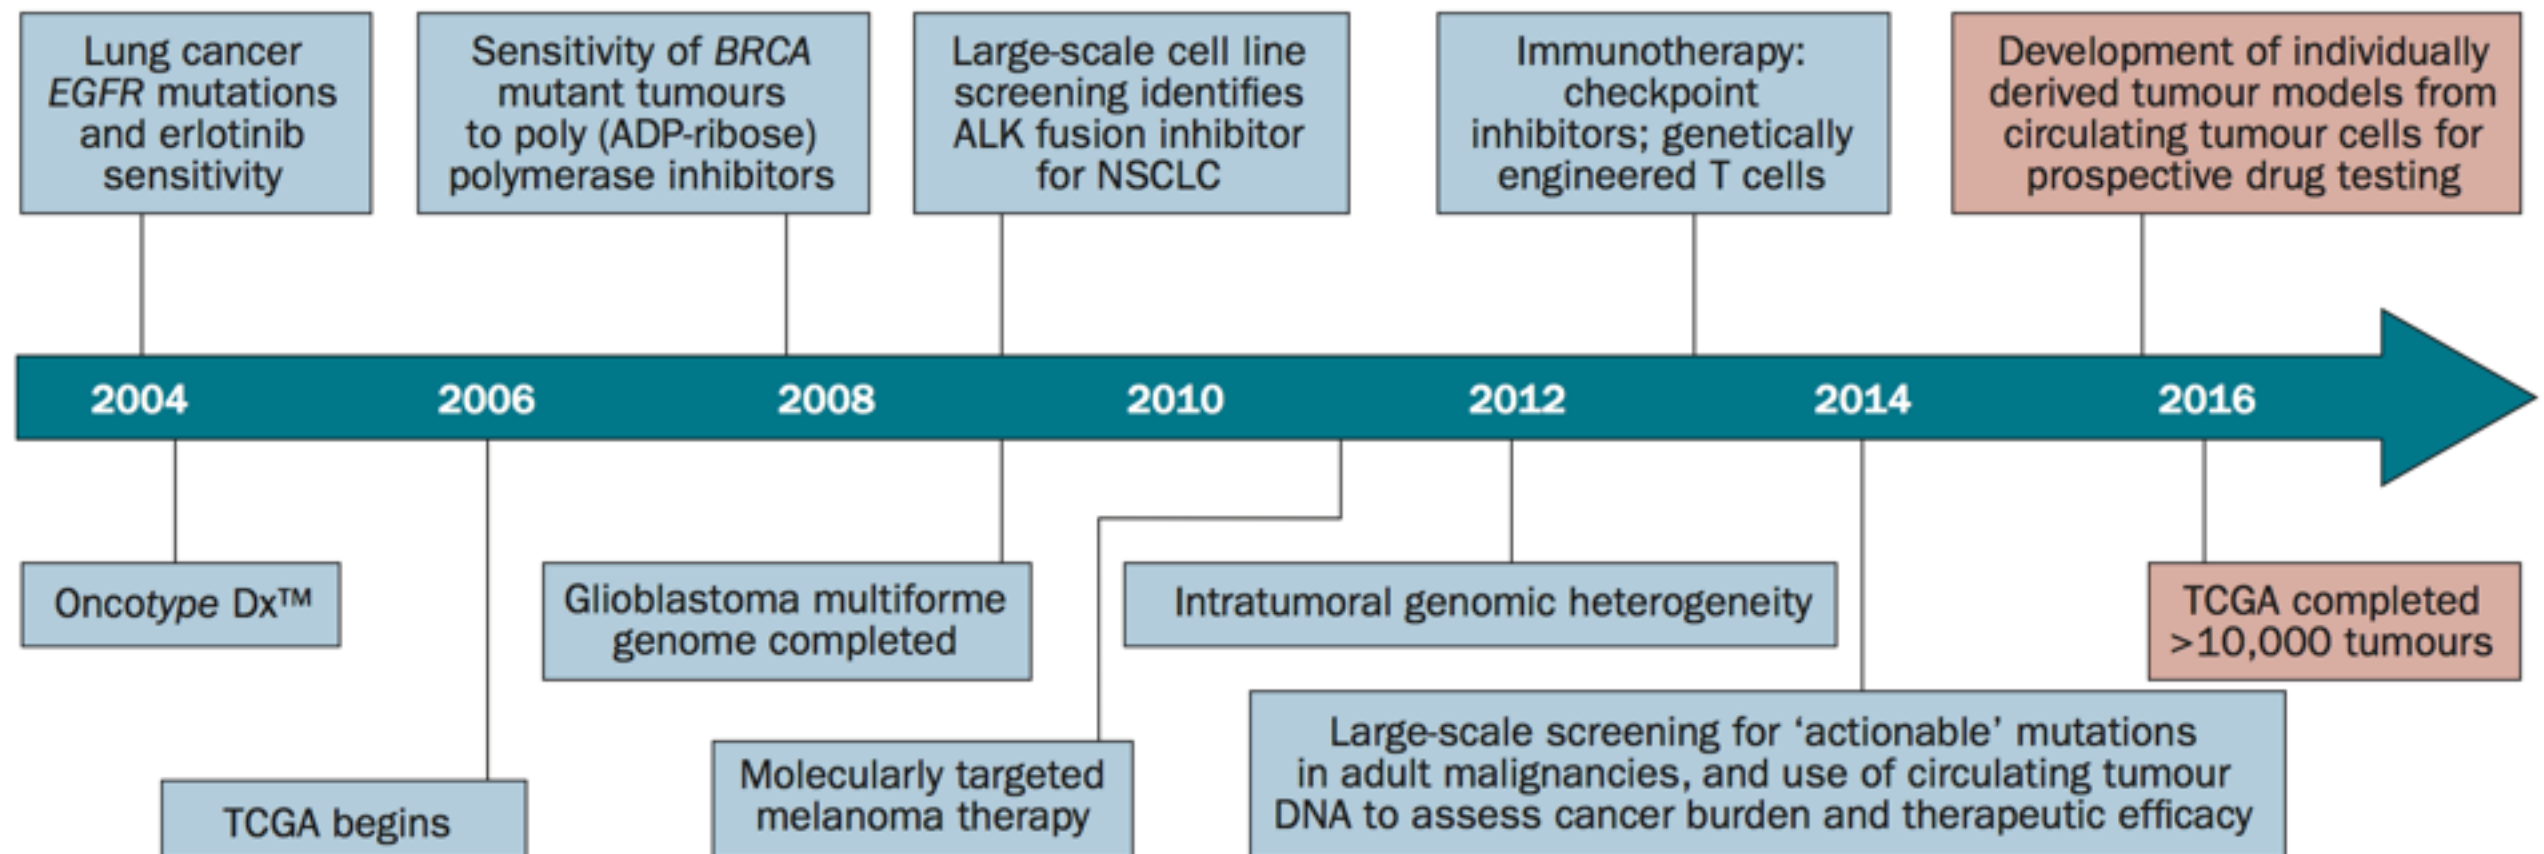 Lung cancer
EGFR mutations
and erlotinib
sensitivity
Sensitivity of BRCA
mutant tumours
to poly (ADP-ribose)
polymerase inhibitors
Large-scale cell line
screening identifies
ALK fusion inhibitor
for NSCLC
Immunotherapy:
checkpoint
inhibitors; genetically
engineered T cells
Development of individually
derived tumour models from
circulating tumour cells for
prospective drug testing
2004 2006 2008 2010 2012 2014 2016
Oncotype Dx™
Glioblastoma multiforme
genome completed
Intratumoral genomic heterogeneity
TCGA completed
>10,000 tumours
TCGA begins
Molecularly targeted
melanoma therapy
Large-scale screening for ‘actionable’ mutations
in adult malignancies, and use of circulating tumour
DNA to assess cancer burden and therapeutic efficacy